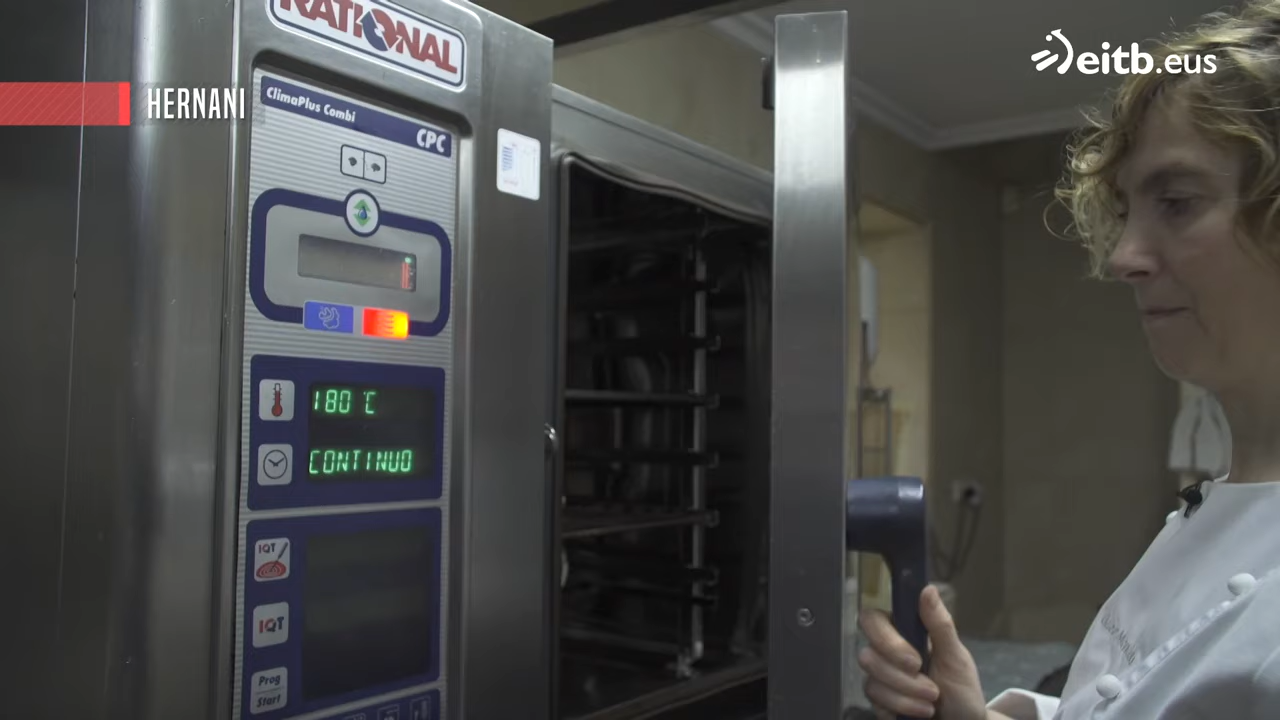 RATIONAL
eitb.eus
HERNANI
ClimaPlus Combi
CPC
180 °C
CONTINUO
IQT
IQT
Prog
Start